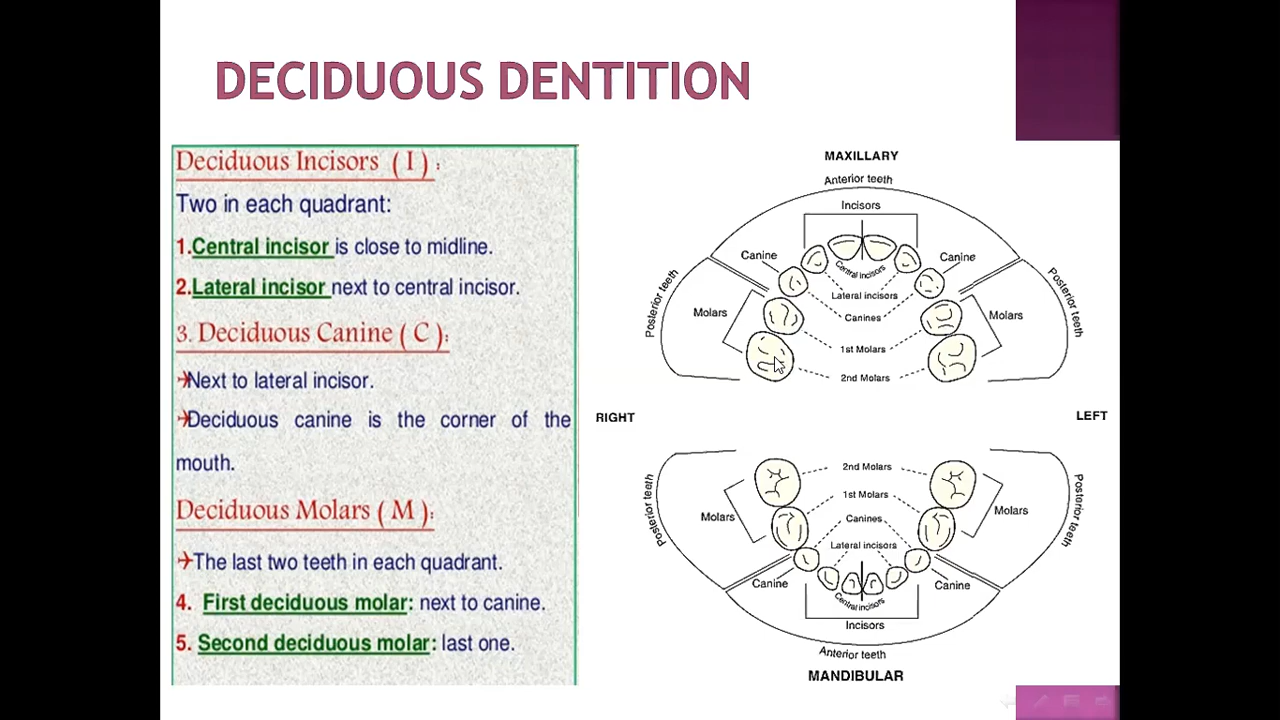 DECIDUOUS DENTITION
Deciduous Incisors ( I ) :
Two in each quadrant:
1.Central incisor is close to midline.
2.Lateral incisor next to central incisor.
3. Deciduous Canine ( C ):
Next to lateral incisor.
Deciduous canine is the corner of the
mouth.
Deciduous Molars ( M ):
The last two teeth in each quadrant.
4. First deciduous molar: next to canine.
5. Second deciduous molar: last one.
MAXILLARY
Anterior teeth
Incisors
Canine
Canine
Central incisors
Posterior teeth
Posterior teeth
Lateral incisors
Molars
Canines
Molars
1st Molars
2nd Molars
RIGHT
LEFT
2nd Molars
Posterior teeth
1st Molars
Posterior teeth
Molars
Canines
Molars
Lateral incisors
Canine
Canine
Central incisors
Incisors
Anterior teeth
MANDIBULAR